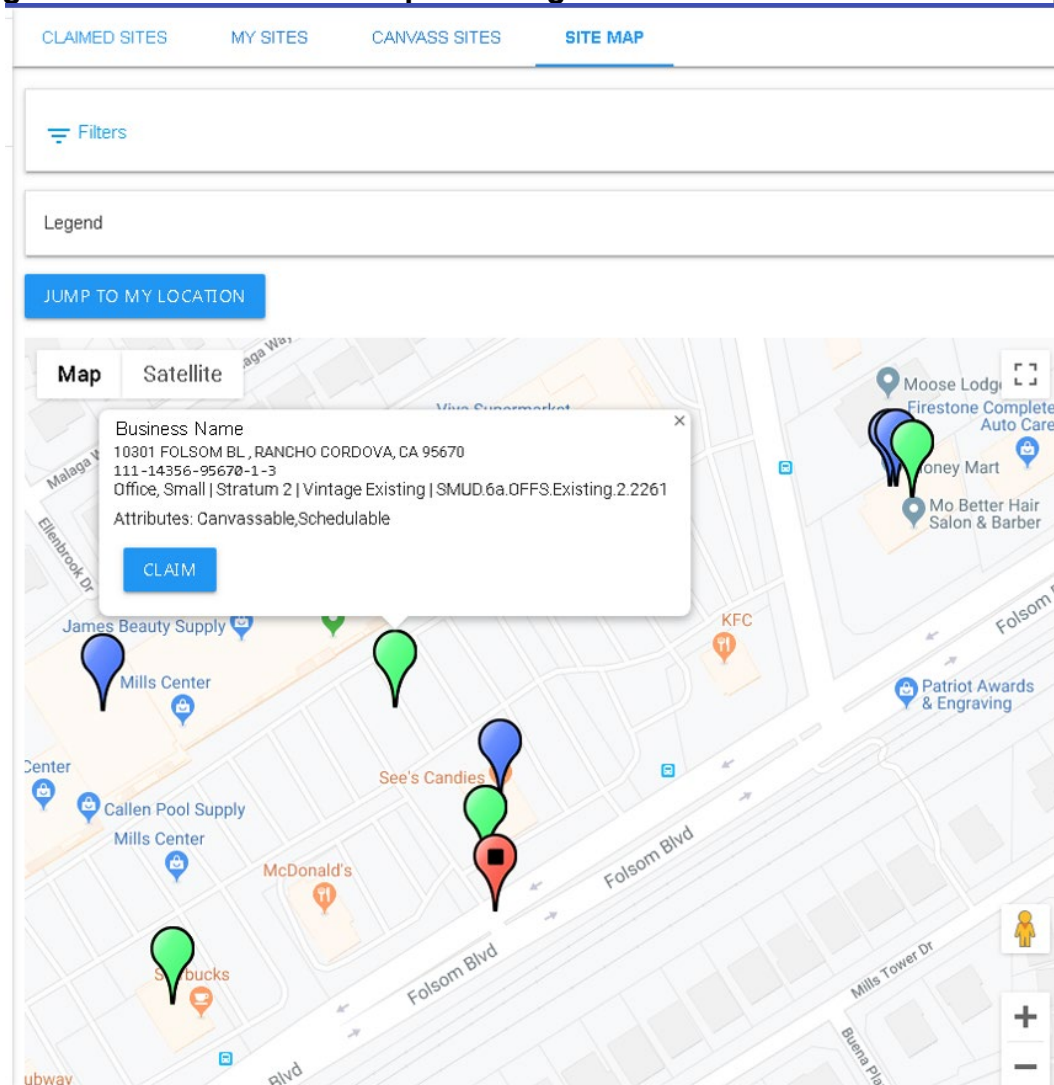 CLAIMED SITES MY SITES CANVASS SITES SITE MAP
Filters
Legend
JUMP TO MY LOCATION
Map Satellite
Moose Lodge
Firestone Complete
Auto Care
Business Name
10301 FOLSOM BL , RANCHO CORDOVA, CA 95670
111-14356-95670-1-3
Office, Small | Stratum 2 | Vintage Existing | SMUD.6a.OFFS.Existing.2.2261
Attributes: Canvassable,Schedulable
CLAIM
Malaga
Ellenbrook Dr
Mo Better Hair
Salon & Barber
Folsom
James Beauty Supply
KFC
Mills Center
Patriot Awards
& Engraving
Center
See's Candies
Callen Pool Supply
Mills Center
McDonald's
Folsom Blvd
Folsom Blvd
Mills Tower Dr
Blvd